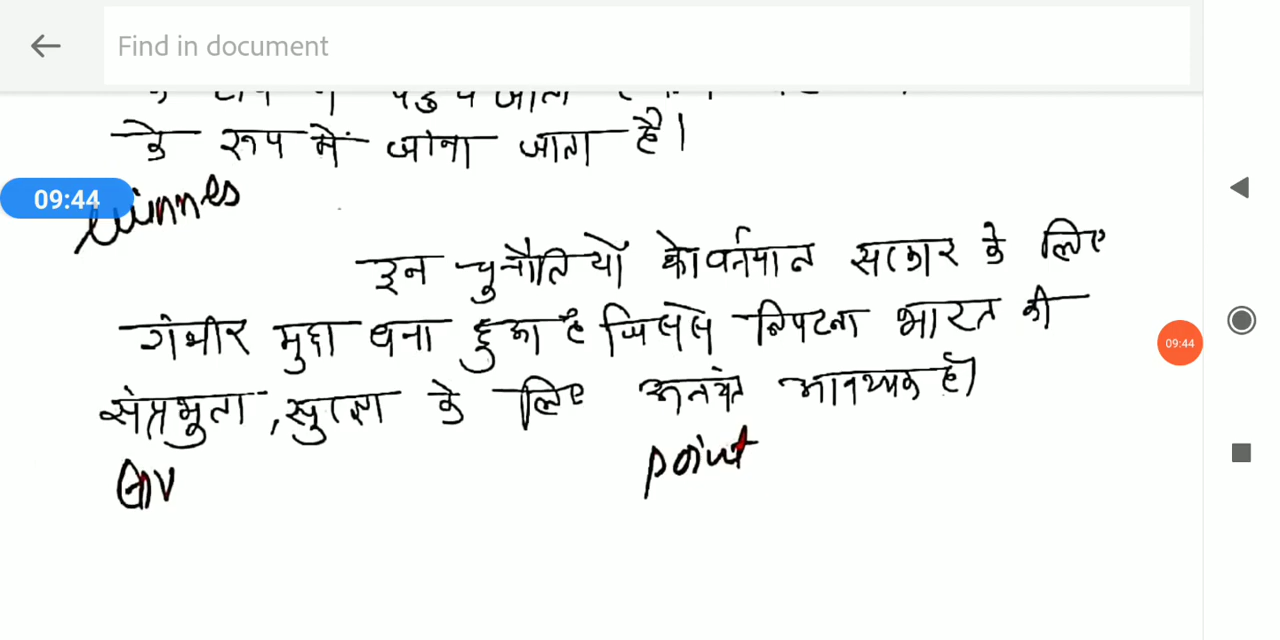 Find in document
के रूप में जाना जाता है।
09:44
इन चुनौतियों को वर्तमान सरकार के लिए
गंभीर मुद्दा बना हुआ है जिससे निपटना भारत की
संप्रभुता, सुरक्षा के लिए अत्यंत आवश्यक है।
09:44
point